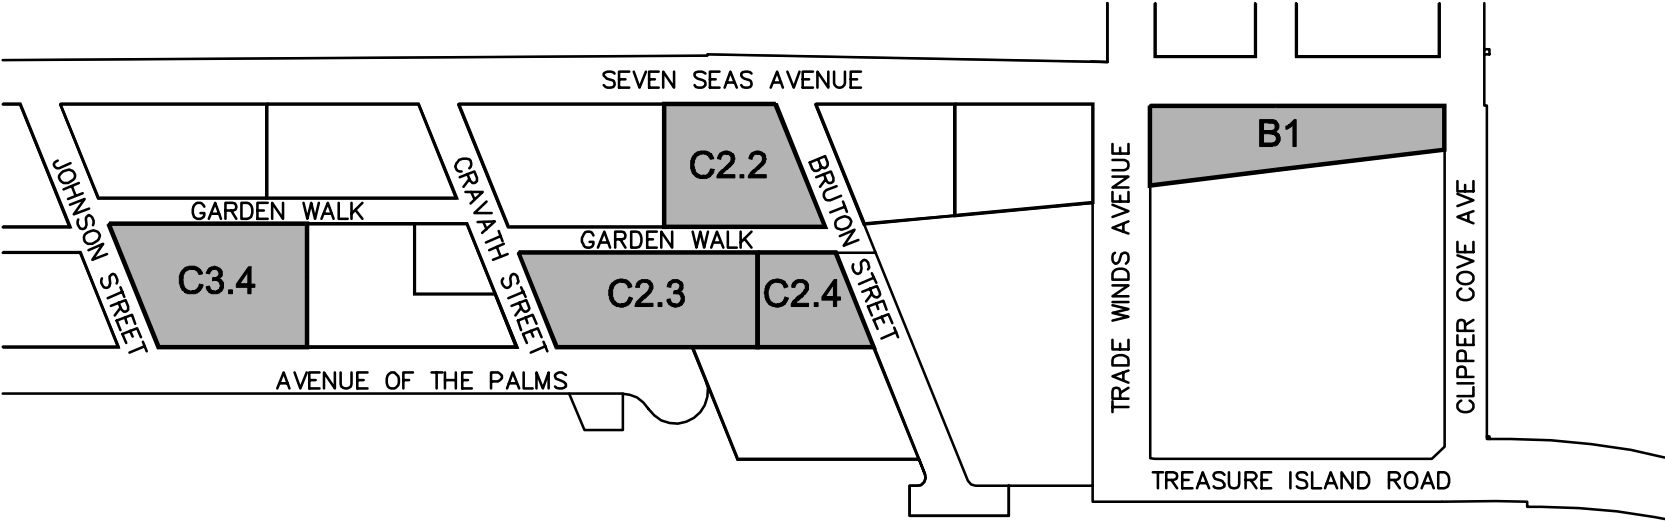 SEVEN SEAS AVENUE
B1
C2.2
JOHNSON STREET
CRAVATH STREET
BRUTON STREET
TRADE WINDS AVENUE
CLIPPER COVE AVE
GARDEN WALK
GARDEN WALK
C3.4
C2.3
C2.4
AVENUE OF THE PALMS
TREASURE ISLAND ROAD